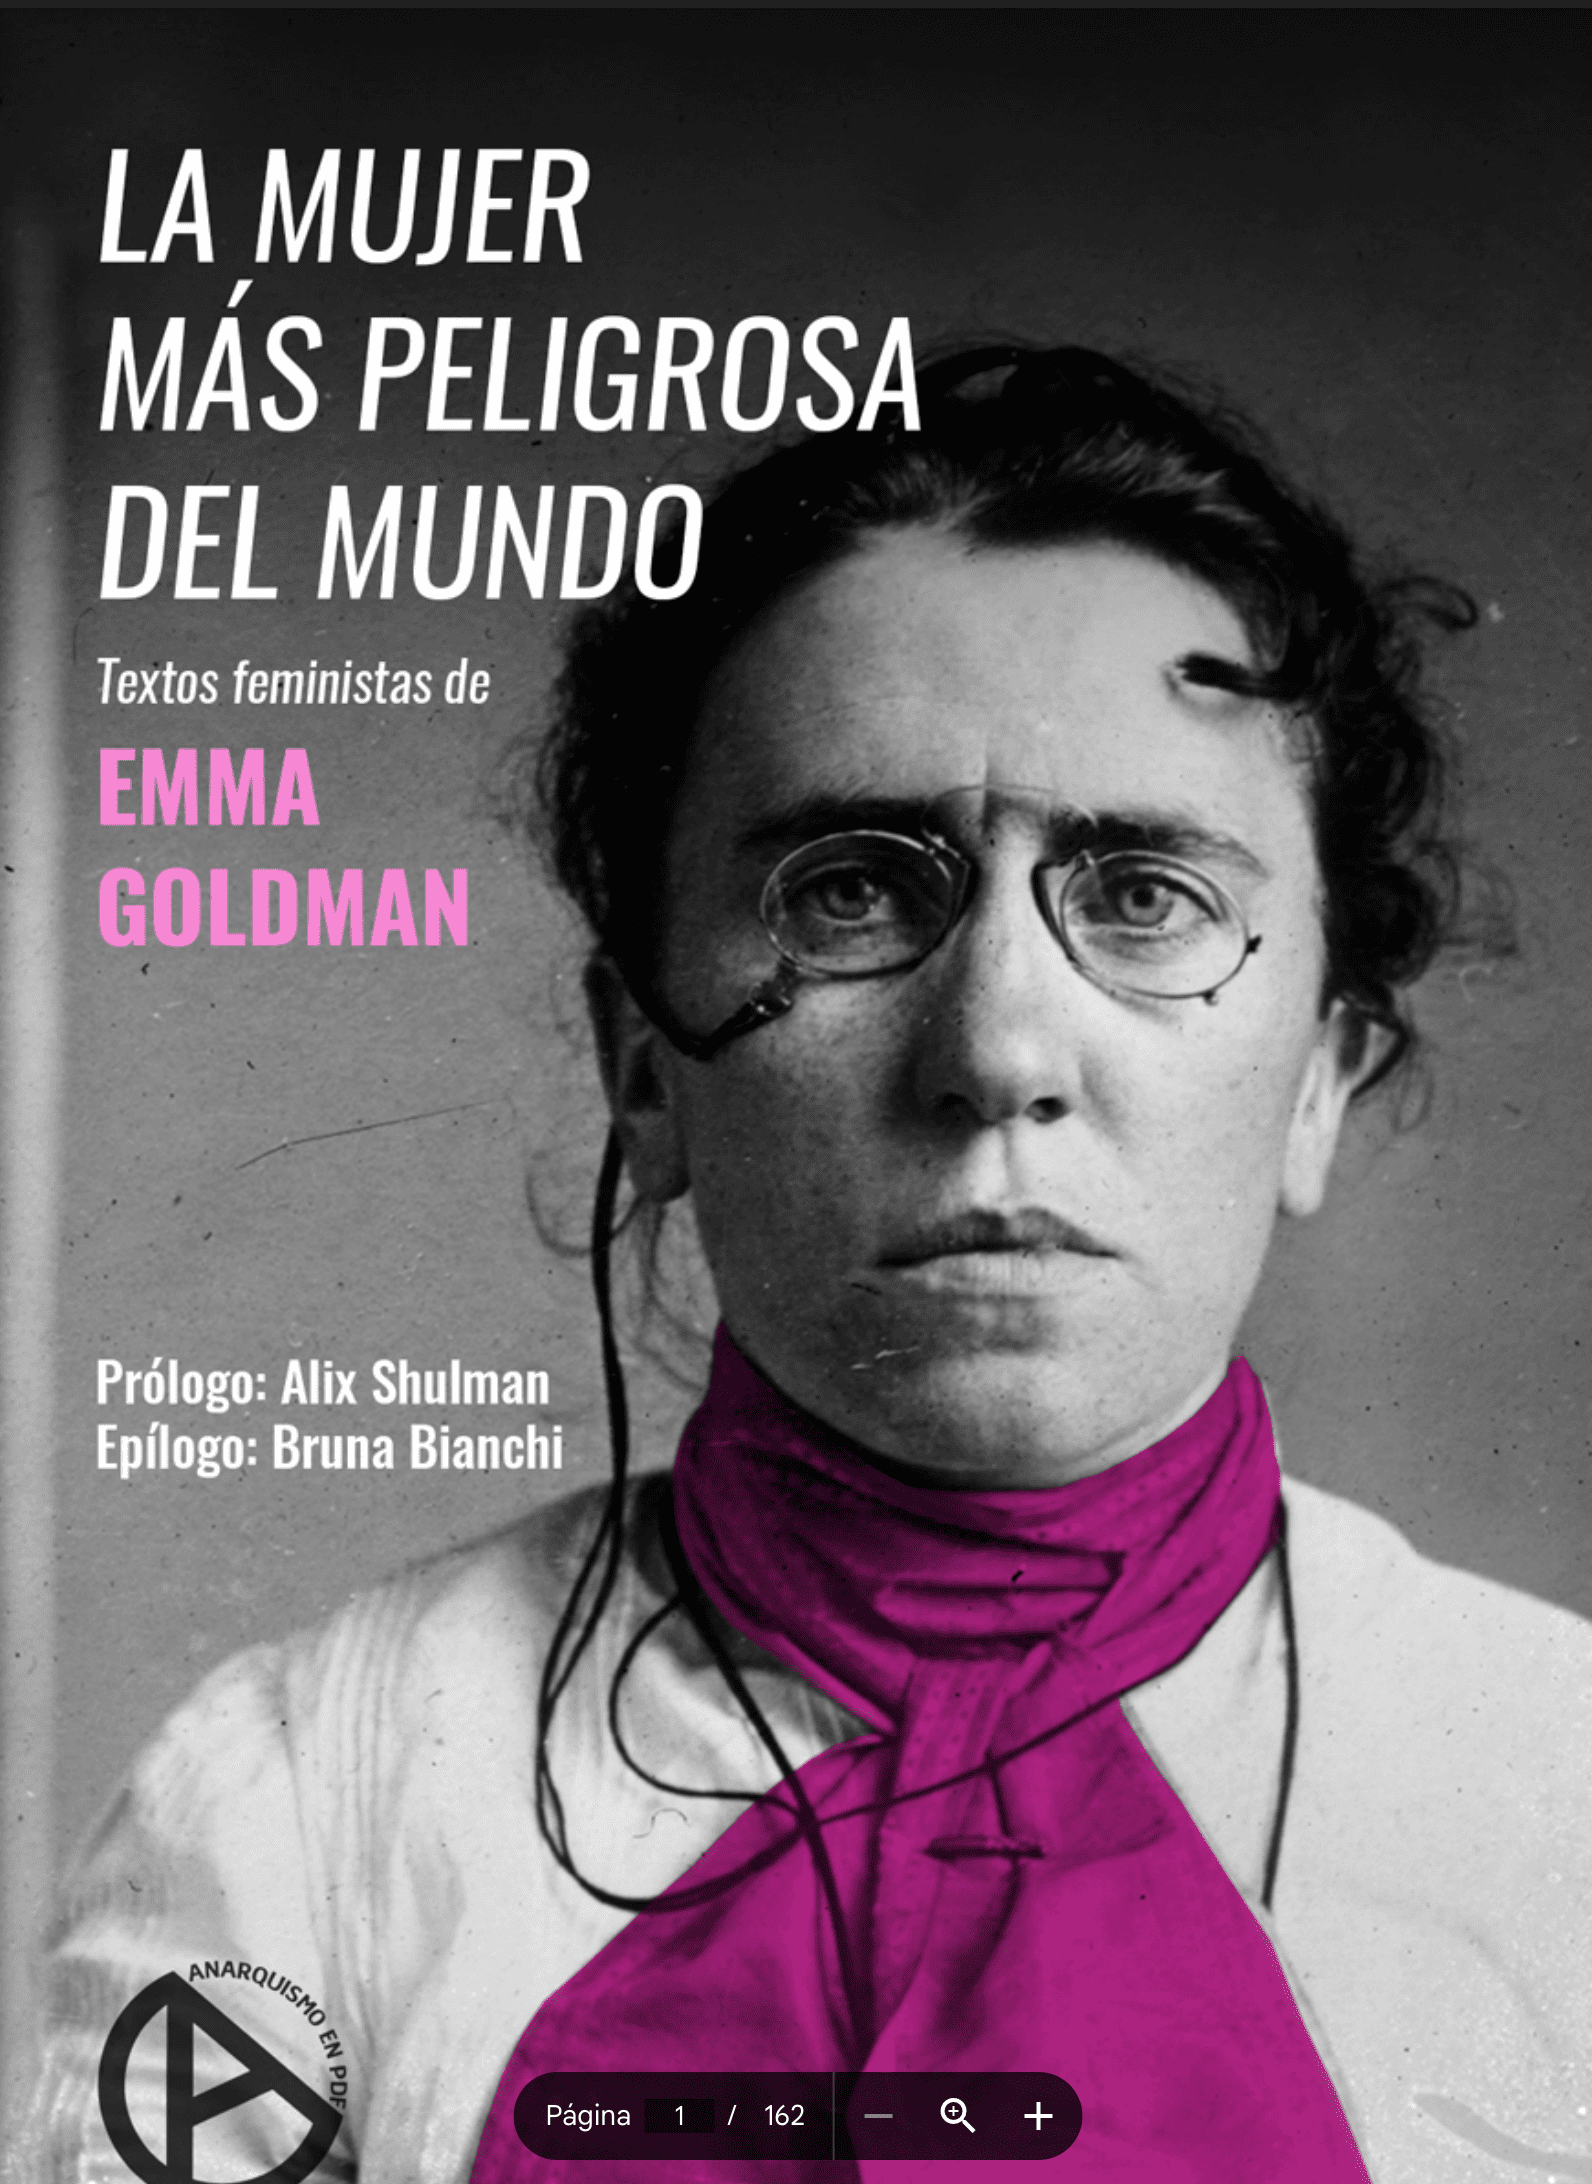 LA MUJER
MÁS PELIGROSA
DEL MUNDO
Textos feministas de
EMMA
GOLDMAN
Prólogo: Alix Shulman
Epílogo: Bruna Bianchi
ANARQUISMO EN PDF
Página 1 / 162